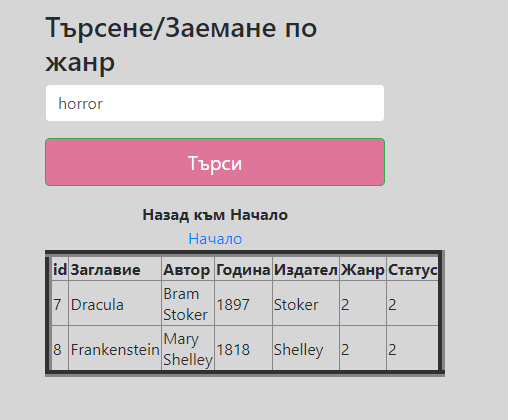 Търсене/Заемане по
жанр
horror
Търси
Назад към Начало
Начало
id Заглавие Автор Година Издател Жанр Статус
7 Dracula Bram Stoker 1897 Stoker 2 2
8 Frankenstein Mary Shelley 1818 Shelley 2 2